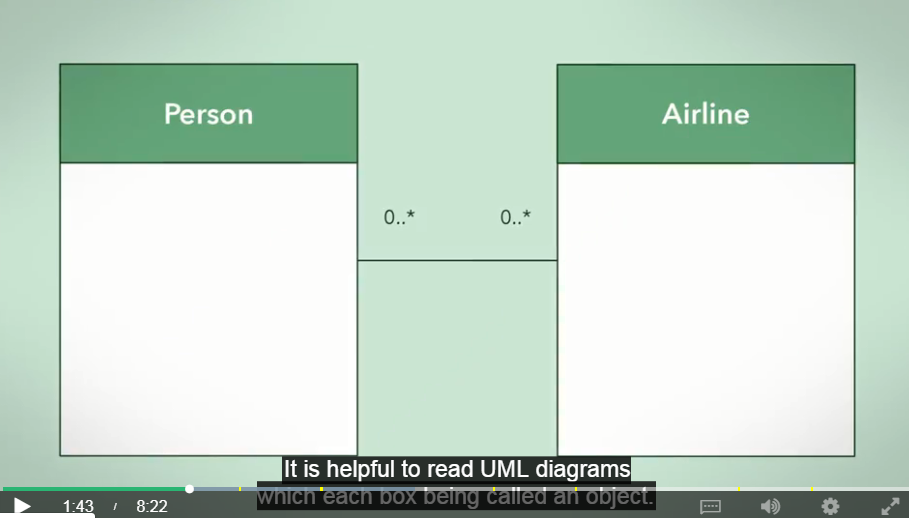 Person
Airline
0..*
0..*
It is helpful to read UML diagrams
which each box being called an object.
1:43 / 8:22